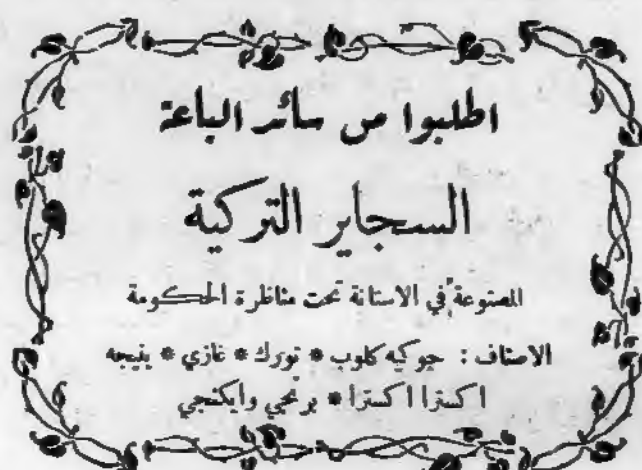 اطلبوا من سائر الباعة
السجاير التركية
المصنوعة في الاستانة تحت مناظرة الحكومة
الاصناف : جوكيه كلوب * تورك * غازي * ينيجه
اكسترا اكسترا * برنجي وايكنجي